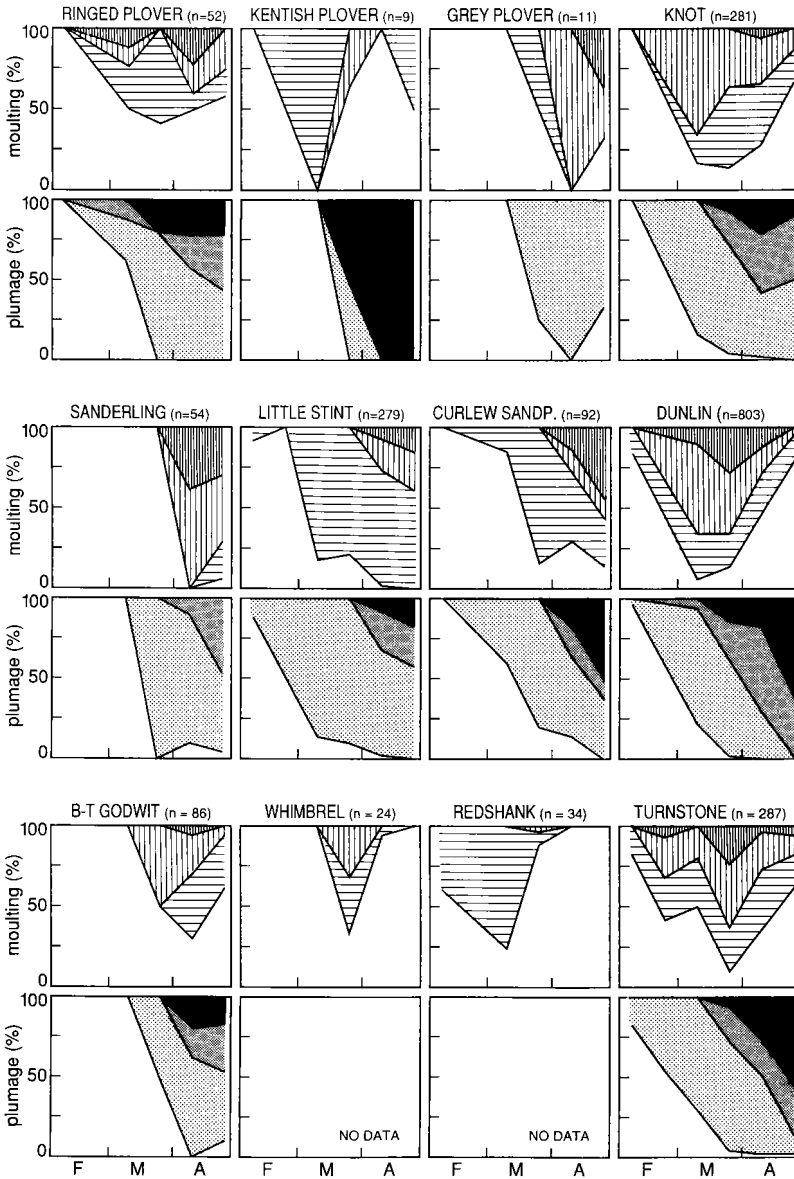 RINGED PLOVER (n=52) KENTISH PLOVER (n=9) GREY PLOVER (n=11) KNOT (n=281)
moulting (%)
100
50
0
plumage (%)
100
50
0
SANDERLING (n=54) LITTLE STINT (n=279) CURLEW SANDP. (n=92) DUNLIN (n=803)
moulting (%)
100
50
0
plumage (%)
100
50
0
B-T GODWIT (n = 86) WHIMBREL (n = 24) REDSHANK (n = 34) TURNSTONE (n = 287)
moulting (%)
100
50
0
plumage (%)
100
50
0
NO DATA NO DATA
F M A F M A F M A F M A